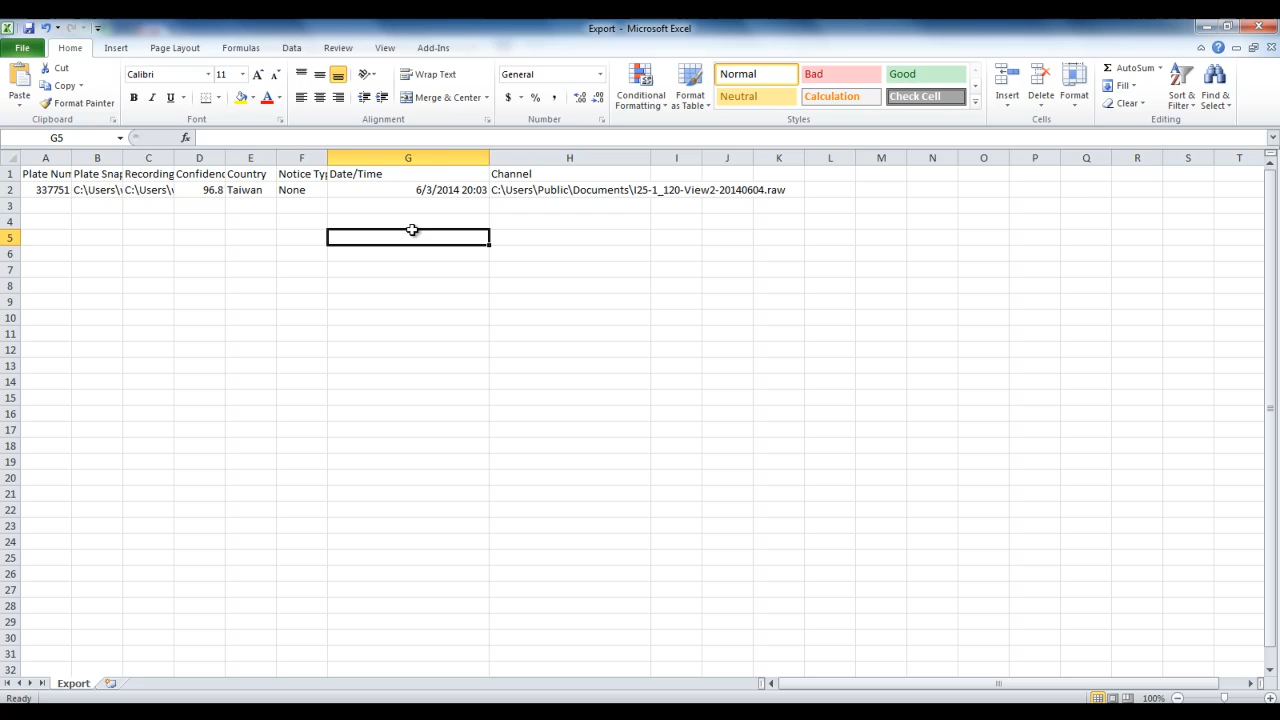 Export - Microsoft Excel
File Home Insert Page Layout Formulas Data Review View Add-Ins
Cut Calibri 11 Wrap Text General Normal Bad Good AutoSum
Paste Copy Format Painter B I U Merge & Center $ % , Conditional Formatting Format as Table Neutral Calculation Check Cell Insert Delete Format Fill Clear Sort & Filter Find & Select
Clipboard Font Alignment Number Styles Cells Editing
G5 fx
A B C D E F G H I J K L M N O P Q R S T
1 Plate Num Plate Snap Recording Confidenc Country Notice Typ Date/Time Channel
2 337751 C:\Users\v C:\Users\v 96.8 Taiwan None 6/3/2014 20:03 C:\Users\Public\Documents\I25-1_120-View2-20140604.raw
3
4
5
6
7
8
9
10
11
12
13
14
15
16
17
18
19
20
21
22
23
24
25
26
27
28
29
30
31
32
Export
Ready 100%